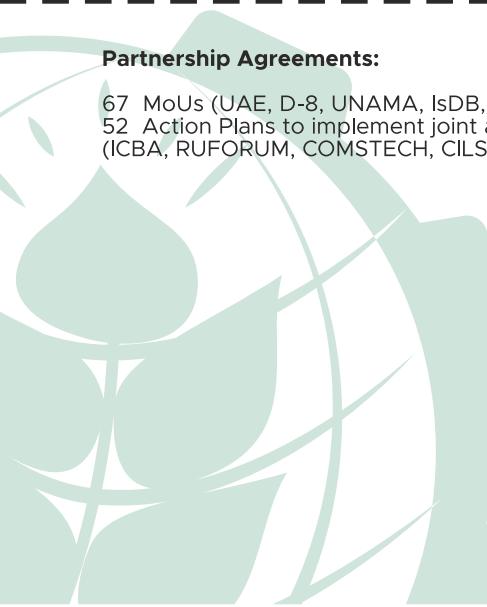 Partnership Agreements:
67 MoUs (UAE, D-8, UNAMA, IsDB,
52 Action Plans to implement joint a
(ICBA, RUFORUM, COMSTECH, CILS